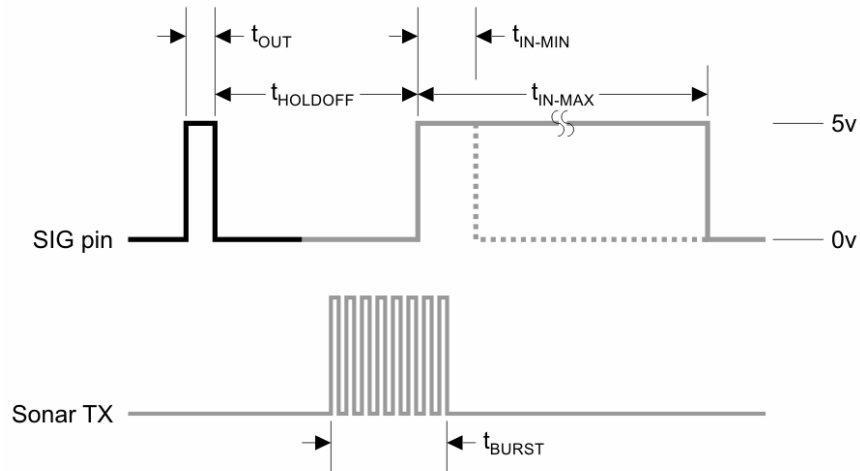 tOUT
tIN-MIN
tHOLDOFF
tIN-MAX
5v
SIG pin
0v
Sonar TX
tBURST